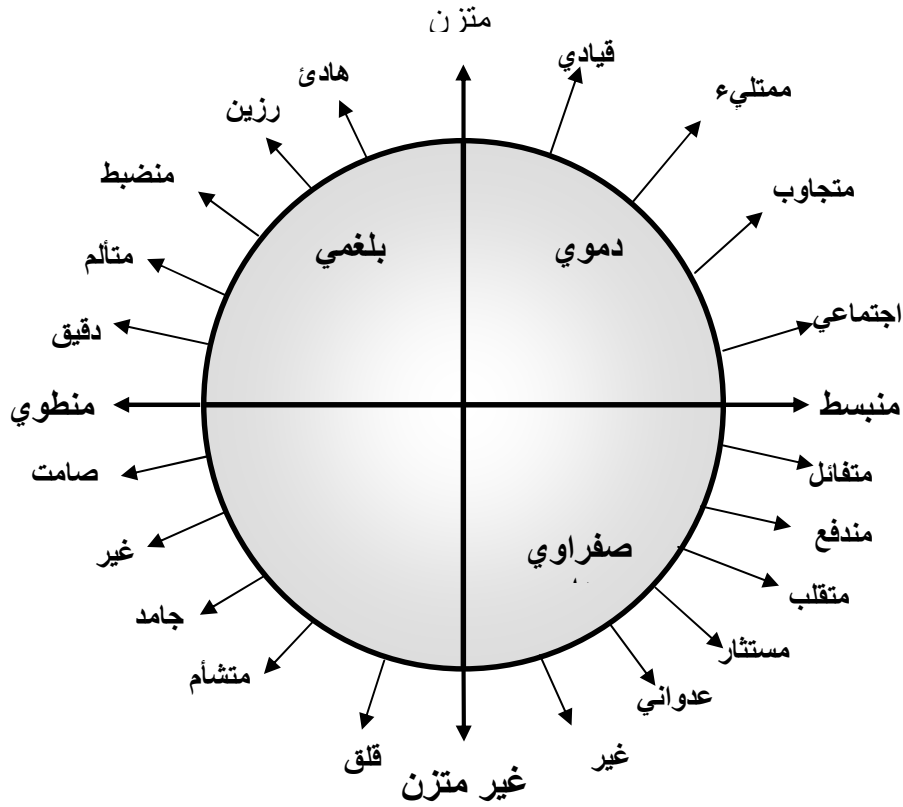 متزن
قيادي
هادئ
ممتليء
رزين
متجاوب
منضبط
دموي
بلغمي
متألم
اجتماعي
دقيق
منبسط
منطوي
متفائل
صامت
مندفع
صفراوي
غير
متقلب
جامد
مستثار
متشأم
عدواني
غير
قلق
غير متزن